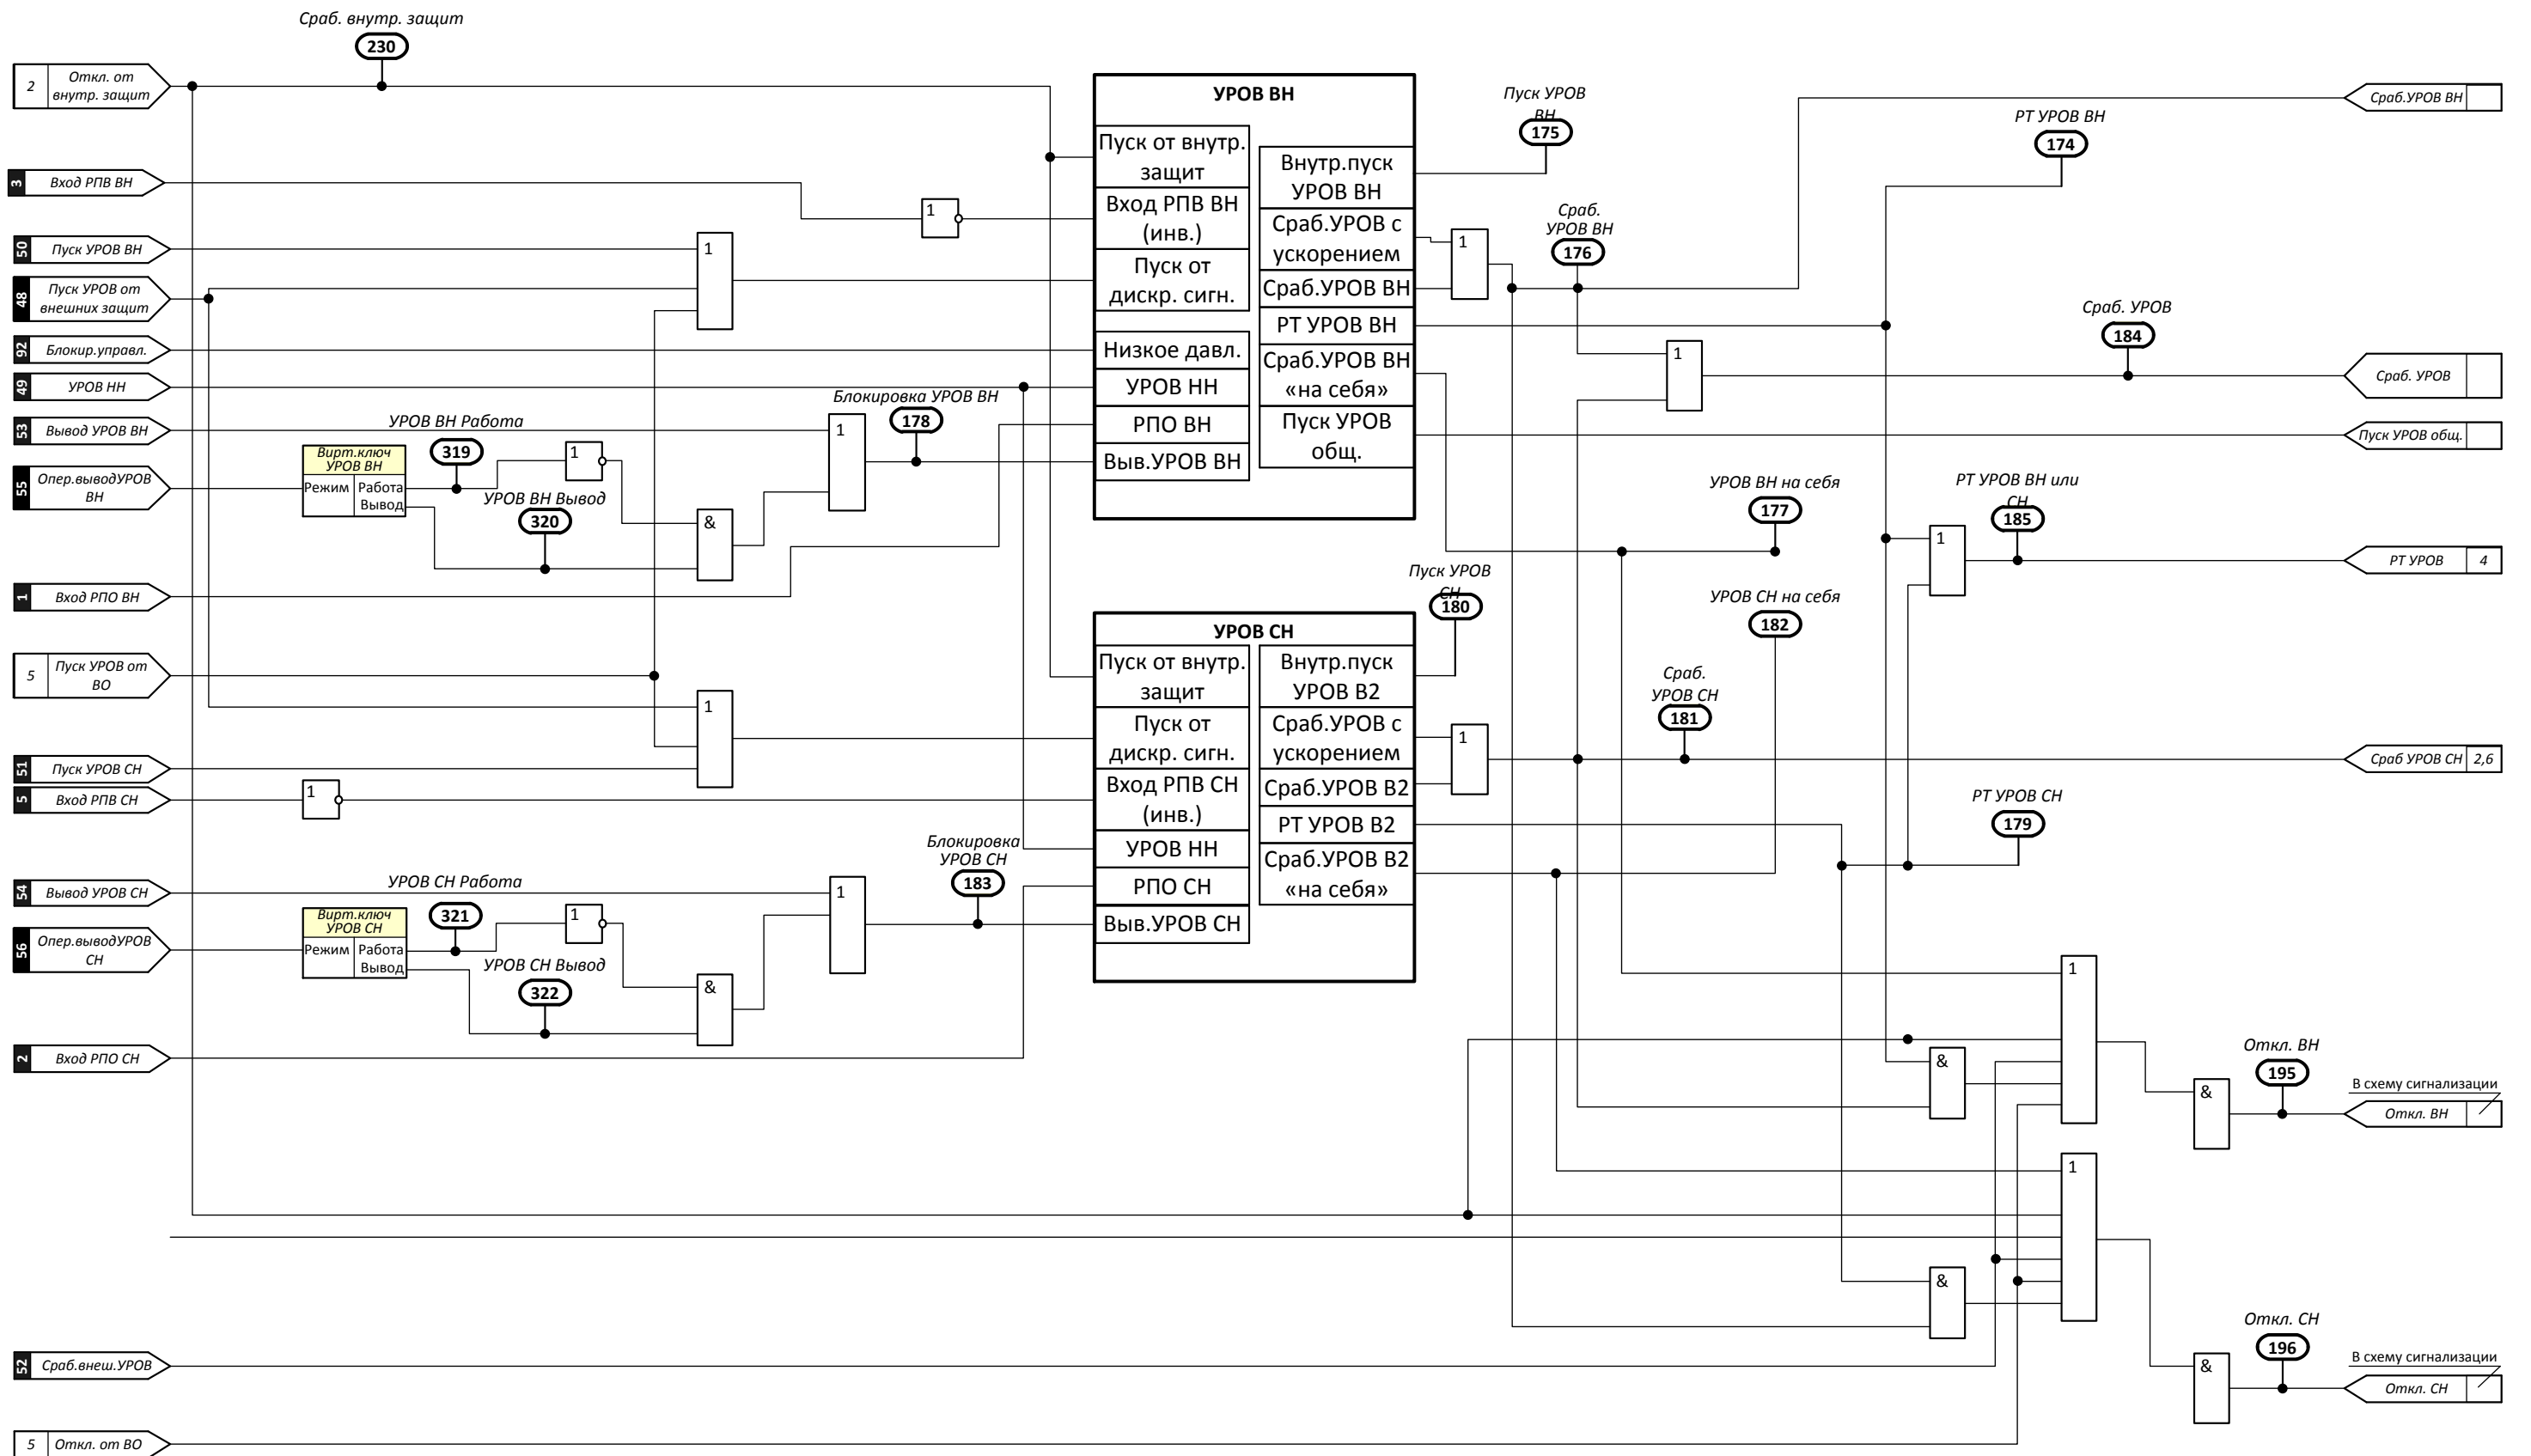 Сраб. внутр. защит
230
2
Откл. от
внутр. защит
3
Вход РПВ ВН
50
Пуск УРОВ ВН
48
Пуск УРОВ от
внешних защит
92
Блокир.управл.
49
УРОВ НН
53
Вывод УРОВ ВН
55
Опер.выводУРОВ
ВН
1
Вход РПО ВН
5
Пуск УРОВ от
ВО
51
Пуск УРОВ СН
5
Вход РПВ СН
54
Вывод УРОВ СН
56
Опер.выводУРОВ
СН
2
Вход РПО СН
52
Сраб.внеш.УРОВ
5
Откл. от ВО
1
1
УРОВ ВН Работа
319
Вирт.ключ
УРОВ ВН
Режим
Работа
Вывод
1
УРОВ ВН Вывод
320
&
1
Блокировка УРОВ ВН
178
1
1
УРОВ СН Работа
321
Вирт.ключ
УРОВ СН
Режим
Работа
Вывод
1
УРОВ СН Вывод
322
&
1
Блокировка
УРОВ СН
183
УРОВ ВН
Пуск от внутр.
защит
Вход РПВ ВН
(инв.)
Пуск от
дискр. сигн.
Низкое давл.
УРОВ НН
РПО ВН
Выв.УРОВ ВН
Внутр.пуск
УРОВ ВН
Сраб.УРОВ с
ускорением
Сраб.УРОВ ВН
РТ УРОВ ВН
Сраб.УРОВ ВН
«на себя»
Пуск УРОВ
общ.
УРОВ СН
Пуск от внутр.
защит
Пуск от
дискр. сигн.
Вход РПВ СН
(инв.)
УРОВ НН
РПО СН
Выв.УРОВ СН
Внутр.пуск
УРОВ В2
Сраб.УРОВ с
ускорением
Сраб.УРОВ В2
РТ УРОВ В2
Сраб.УРОВ В2
«на себя»
Пуск УРОВ
ВН
175
1
Сраб.
УРОВ ВН
176
1
РТ УРОВ ВН
174
Сраб. УРОВ
184
УРОВ ВН на себя
177
РТ УРОВ ВН или
СН
185
1
Пуск УРОВ
СН
180
УРОВ СН на себя
182
1
Сраб.
УРОВ СН
181
РТ УРОВ СН
179
1
&
&
Откл. ВН
195
1
&
&
Откл. СН
196
Сраб.УРОВ ВН
Сраб. УРОВ
Пуск УРОВ общ.
РТ УРОВ
4
Сраб УРОВ СН
2,6
В схему сигнализации
Откл. ВН
В схему сигнализации
Откл. СН